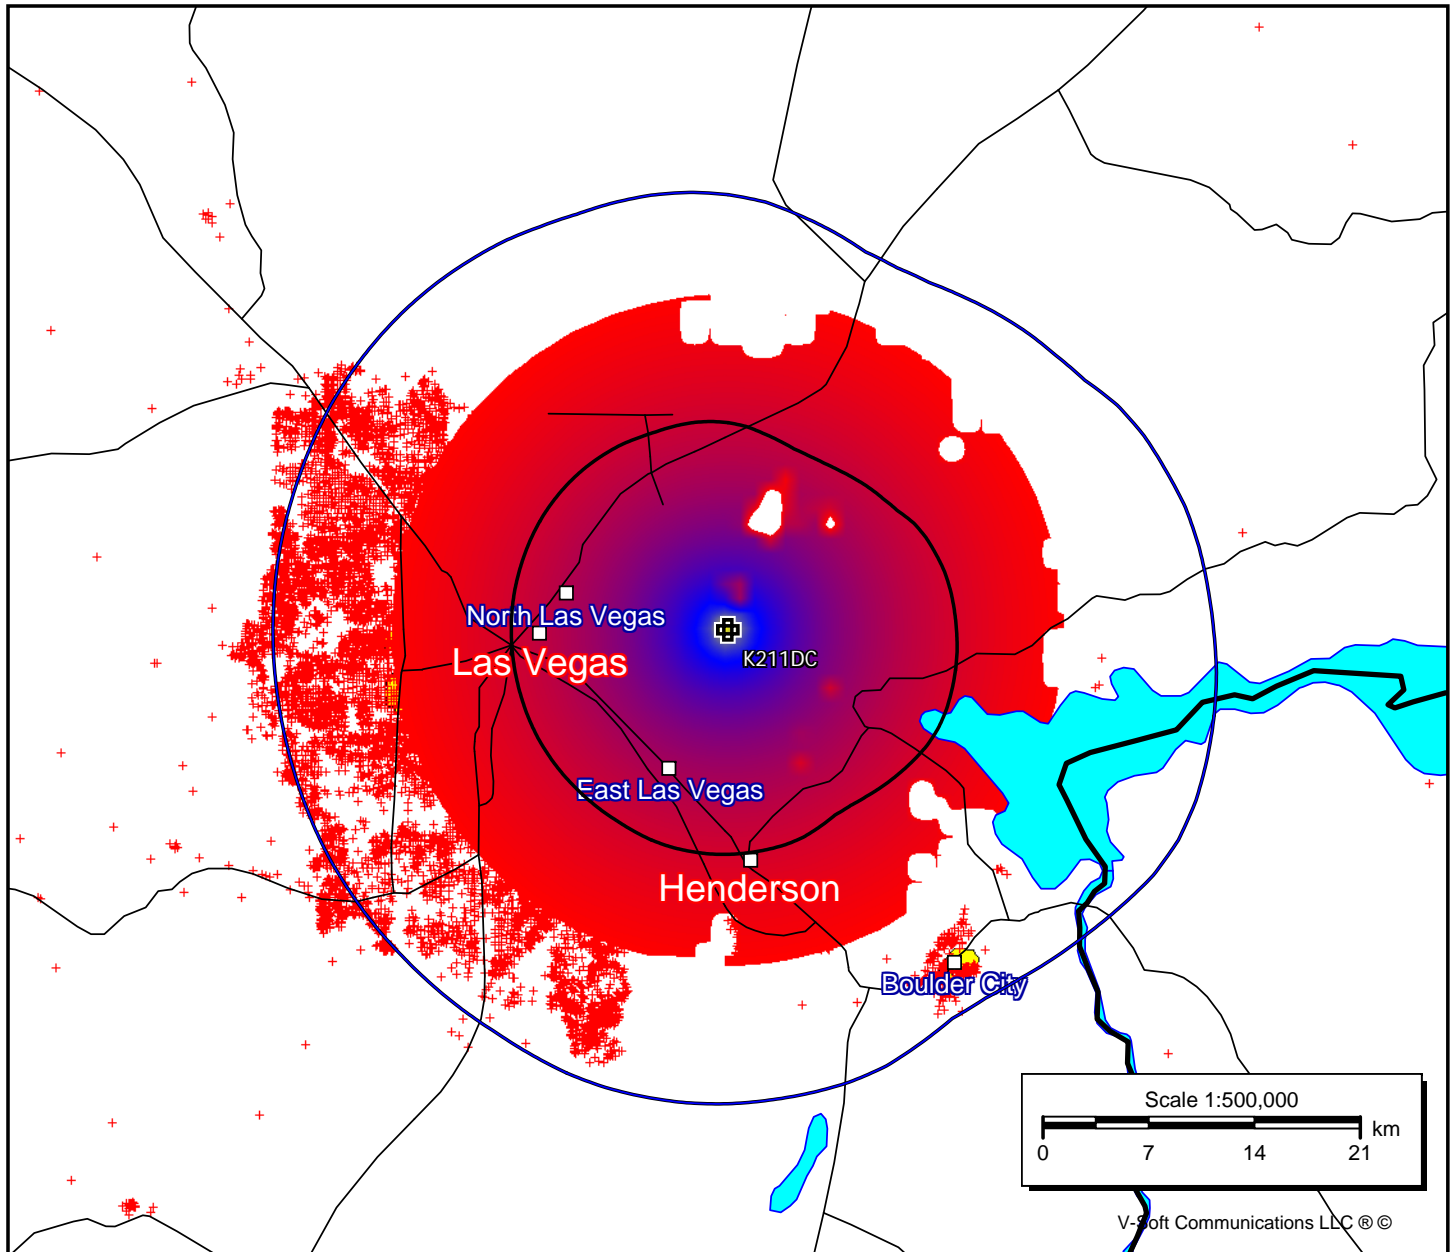 North Las Vegas
Las Vegas
K211DC
East Las Vegas
Henderson
Boulder City
Scale 1:500,000
km
0 7 14 21
V-Soft Communications LLC ® ©